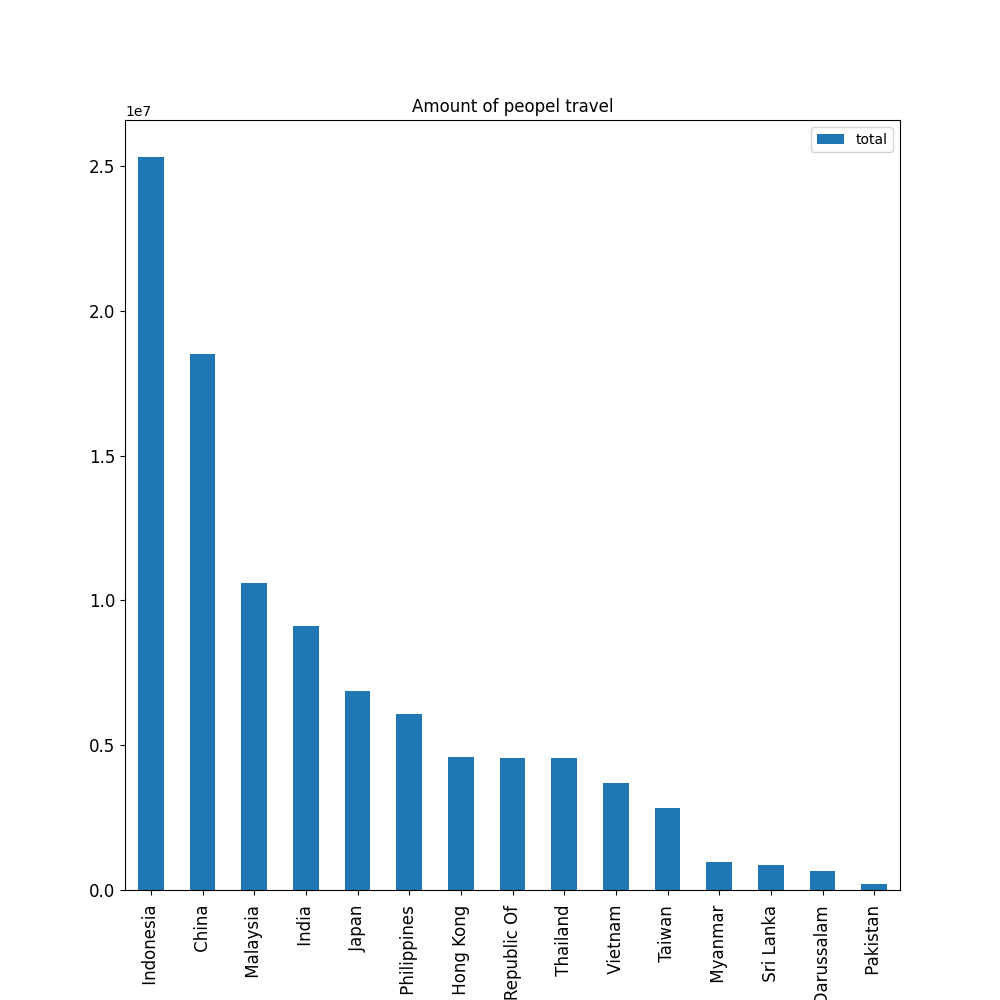 Amount of peopel travel
1e7
total
2.5
2.0
1.5
1.0
0.5
0.0
Indonesia
China
Malaysia
India
Japan
Philippines
Hong Kong
Republic Of
Thailand
Vietnam
Taiwan
Myanmar
Sri Lanka
Darussalam
Pakistan